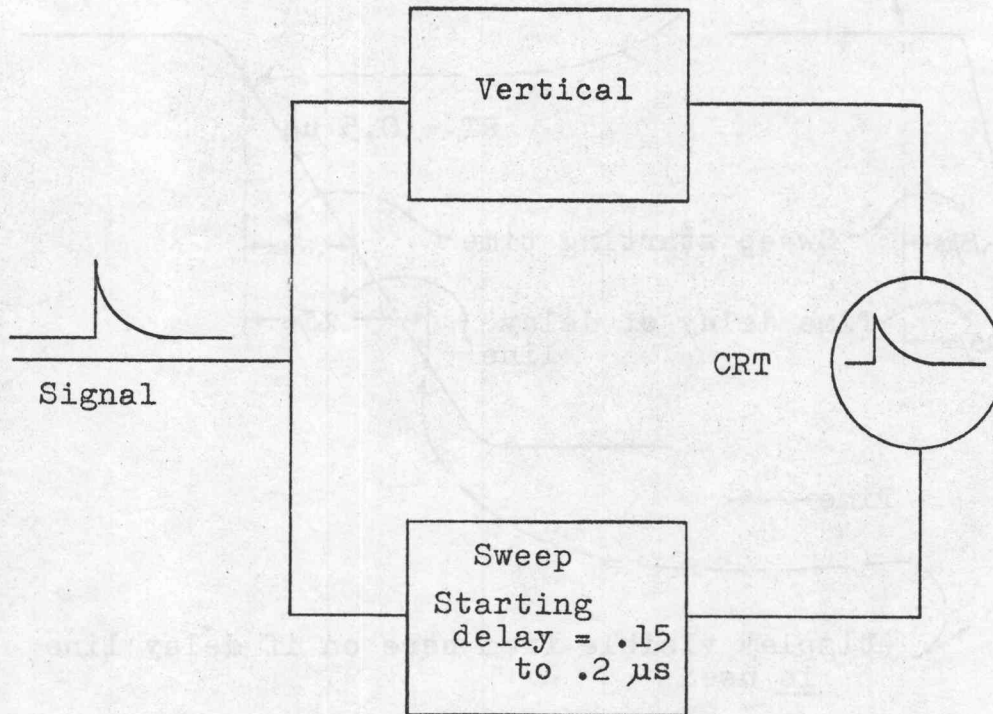 Vertical
Signal
CRT
Sweep
Starting
delay = .15
to .2 µs